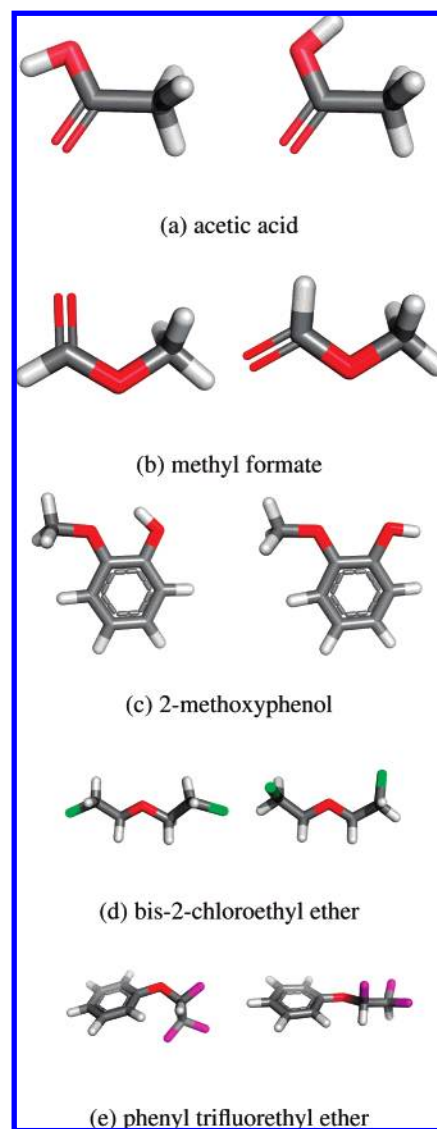 (a) acetic acid
(b) methyl formate
(c) 2-methoxyphenol
(d) bis-2-chloroethyl ether
(e) phenyl trifluorethyl ether